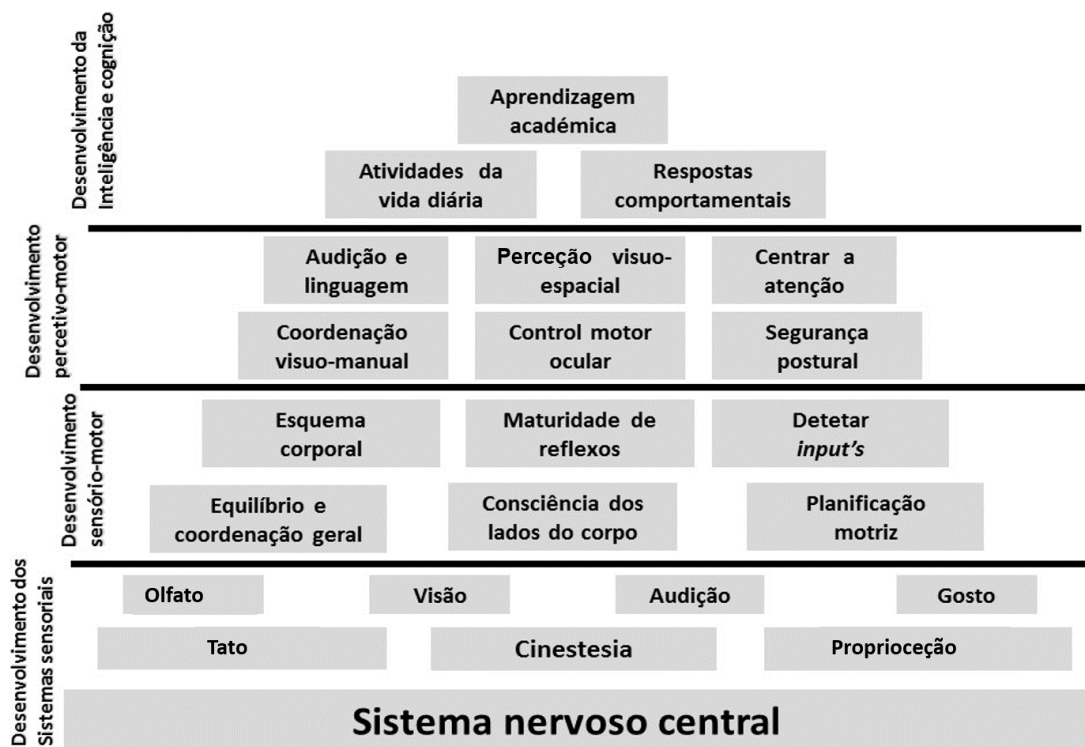 Desenvolvimento da
Inteligência e cognição
Aprendizagem
académica
Atividades da
vida diária
Respostas
comportamentais
Desenvolvimento
percetivo-motor
Audição e
linguagem
Perceção visuo-
espacial
Centrar a
atenção
Coordenação
visuo-manual
Control motor
ocular
Segurança
postural
Desenvolvimento
sensório-motor
Esquema
corporal
Maturidade de
reflexos
Detetar
input’s
Equilíbrio e
coordenação geral
Consciência dos
lados do corpo
Planificação
motriz
Desenvolvimento dos
Sistemas sensoriais
Olfato
Visão
Audição
Gosto
Tato
Cinestesia
Proprioceção
Sistema nervoso central